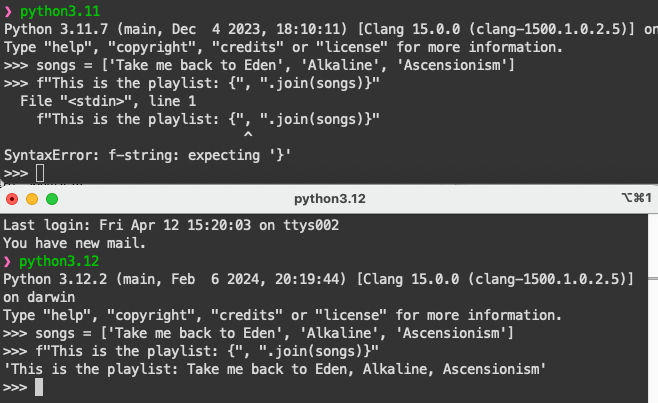 ❯ python3.11
Python 3.11.7 (main, Dec  4 2023, 18:10:11) [Clang 15.0.0 (clang-1500.1.0.2.5)] on
Type "help", "copyright", "credits" or "license" for more information.
>>> songs = ['Take me back to Eden', 'Alkaline', 'Ascensionism']
>>> f"This is the playlist: {", ".join(songs)}"
  File "<stdin>", line 1
    f"This is the playlist: {", ".join(songs)}"
                            ^
SyntaxError: f-string: expecting '}'
>>>
python3.12
⌥⌘1
Last login: Fri Apr 12 15:20:03 on ttys002
You have new mail.
❯ python3.12
Python 3.12.2 (main, Feb  6 2024, 20:19:44) [Clang 15.0.0 (clang-1500.1.0.2.5)]
on darwin
Type "help", "copyright", "credits" or "license" for more information.
>>> songs = ['Take me back to Eden', 'Alkaline', 'Ascensionism']
>>> f"This is the playlist: {", ".join(songs)}"
'This is the playlist: Take me back to Eden, Alkaline, Ascensionism'
>>>